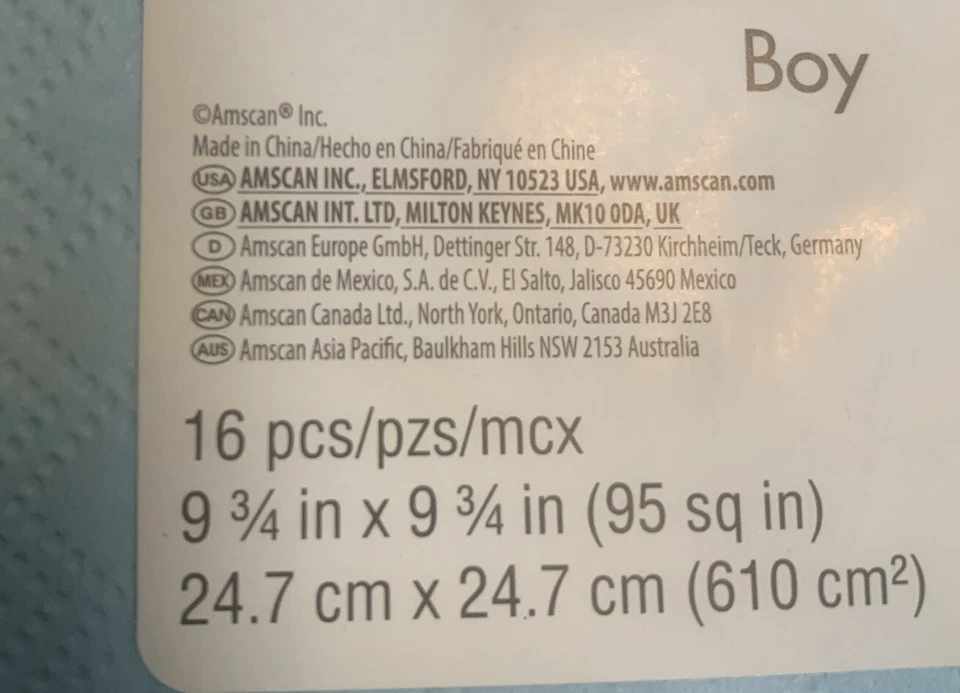 Boy
©Amscan® Inc.
Made in China/Hecho en China/Fabriqué en Chine
USA AMSCAN INC., ELMSFORD, NY 10523 USA, www.amscan.com
GB AMSCAN INT. LTD, MILTON KEYNES, MK10 0DA, UK
D Amscan Europe GmbH, Dettinger Str. 148, D-73230 Kirchheim/Teck, Germany
MEX Amscan de Mexico, S.A. de C.V., El Salto, Jalisco 45690 Mexico
CAN Amscan Canada Ltd., North York, Ontario, Canada M3J 2E8
AUS Amscan Asia Pacific, Baulkham Hills NSW 2153 Australia
16 pcs/pzs/mcx
9 ¾ in x 9 ¾ in (95 sq in)
24.7 cm x 24.7 cm (610 cm²)